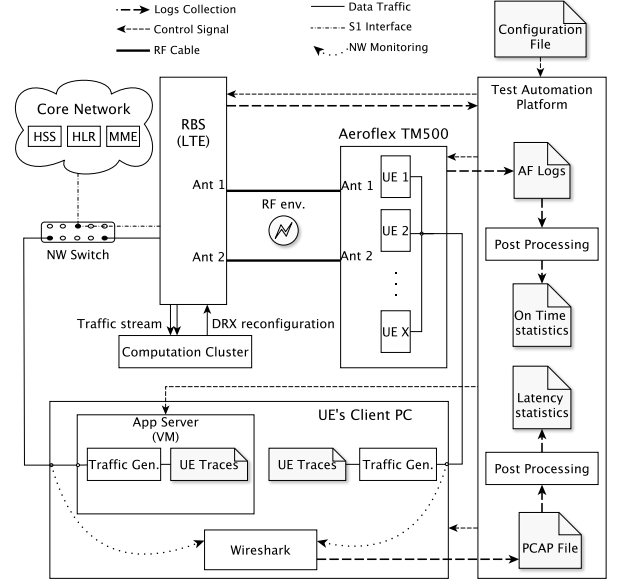 Logs Collection
Control Signal
RF Cable
Data Traffic
S1 Interface
NW Monitoring
Configuration
File
Core Network
HSS
HLR
MME
RBS
(LTE)
Ant 1
Ant 2
RF env.
Aeroflex TM500
Ant 1
Ant 2
UE 1
UE 2
UE X
Test Automation
Platform
AF Logs
Post Processing
On Time
statistics
Latency
statistics
Post Processing
PCAP File
NW Switch
Traffic stream
DRX reconfiguration
Computation Cluster
UE's Client PC
App Server
(VM)
Traffic Gen.
UE Traces
UE Traces
Traffic Gen.
Wireshark